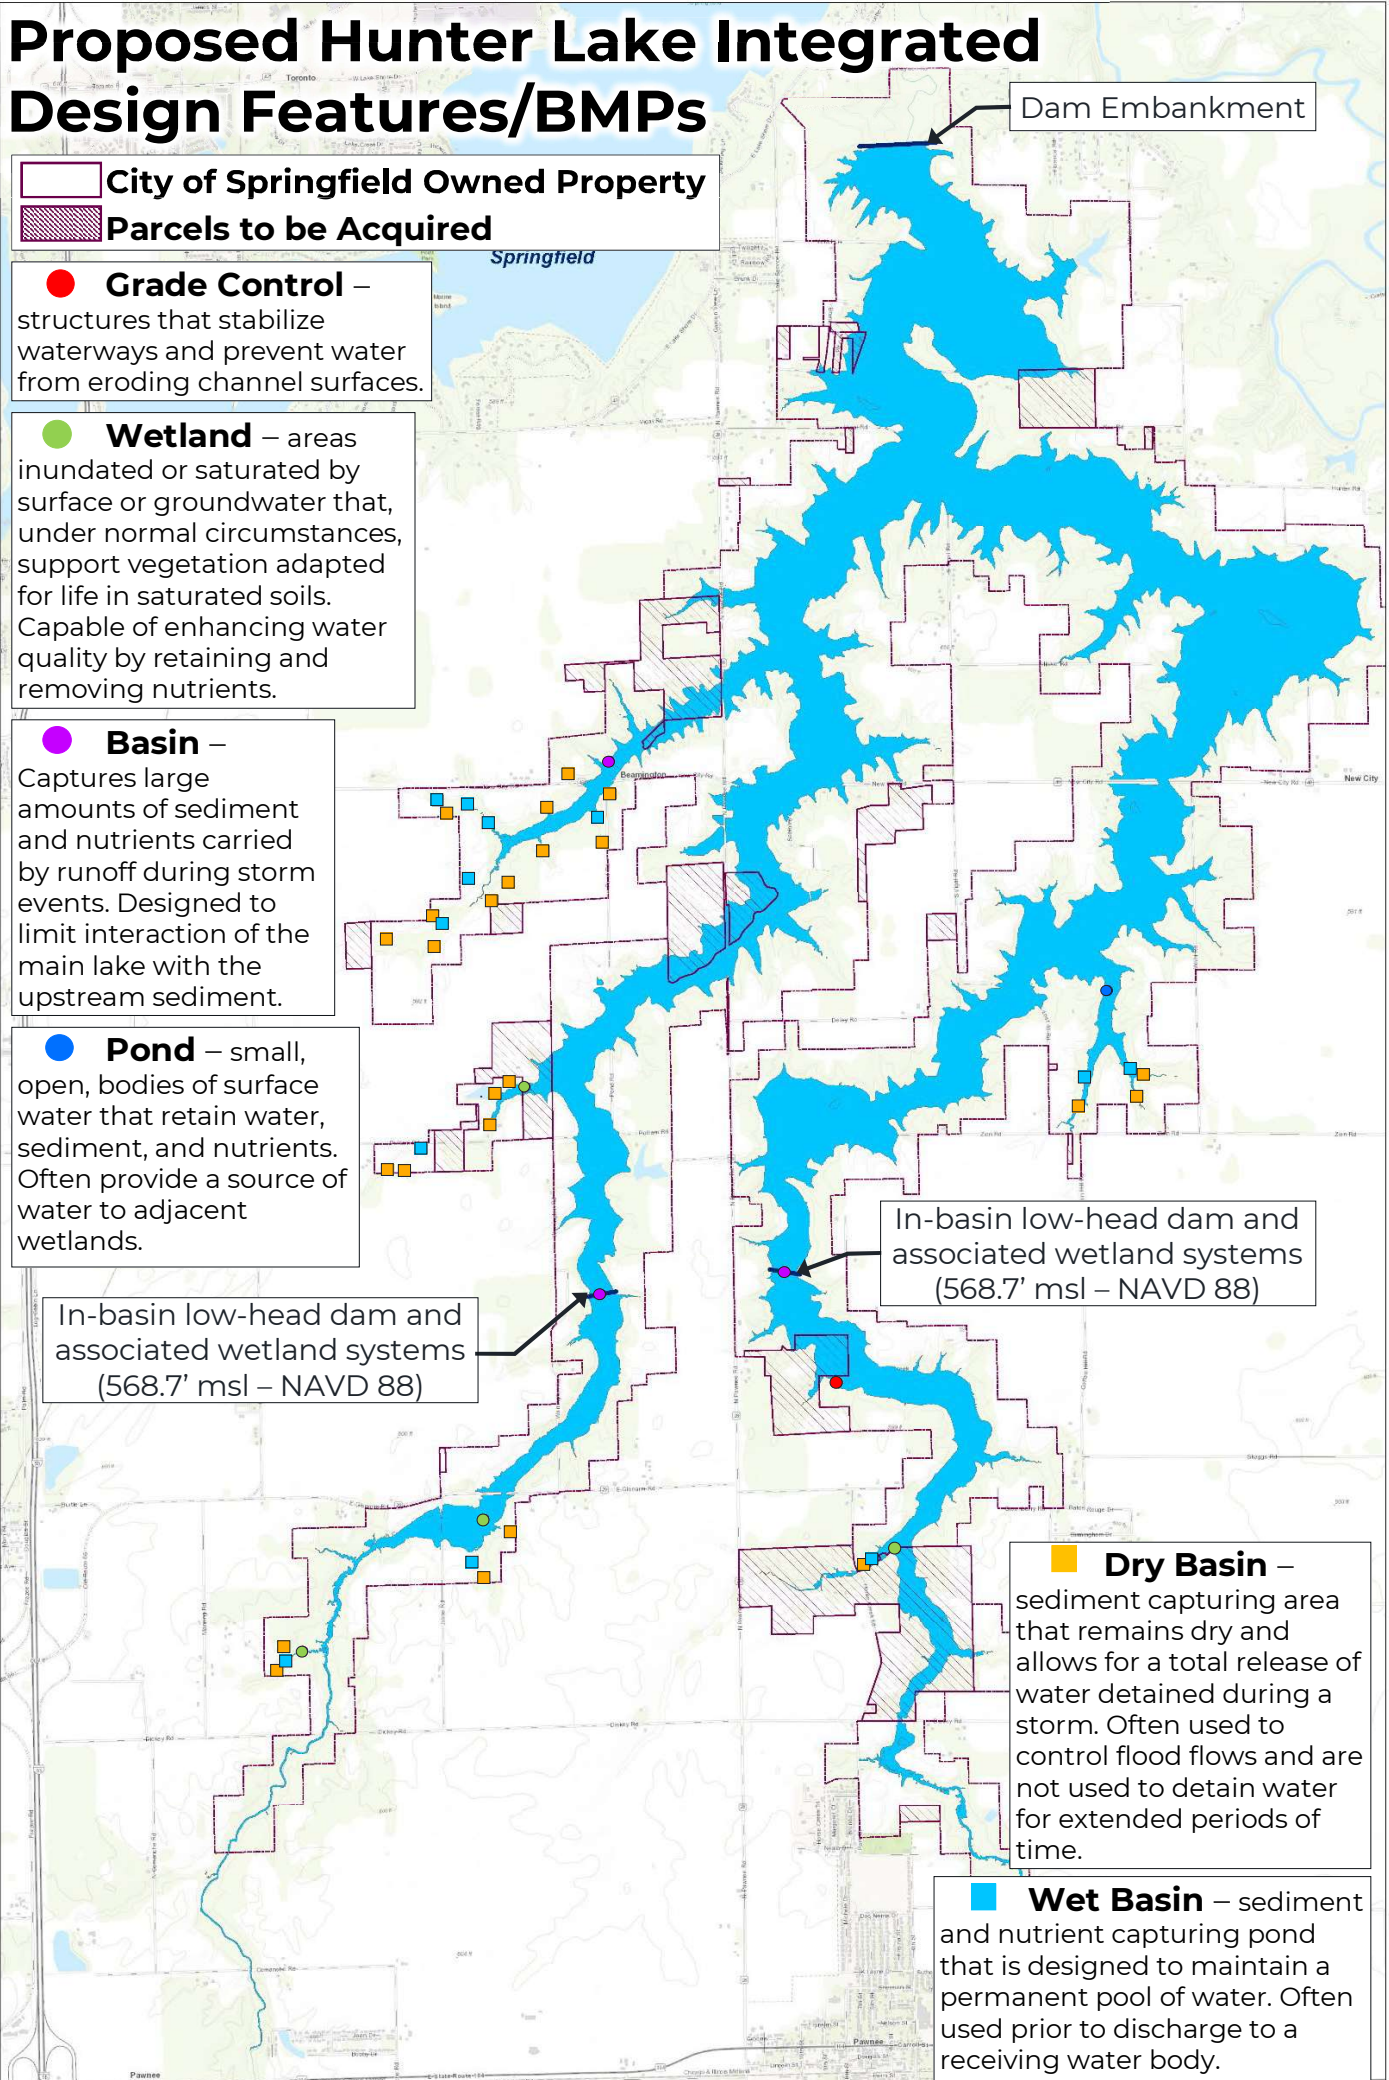 Proposed Hunter Lake Integrated
Design Features/BMPs
Toronto
Dam Embankment
City of Springfield Owned Property
Parcels to be Acquired
Springfield
Grade Control –
structures that stabilize
waterways and prevent water
from eroding channel surfaces.
Wetland – areas
inundated or saturated by
surface or groundwater that,
under normal circumstances,
support vegetation adapted
for life in saturated soils.
Capable of enhancing water
quality by retaining and
removing nutrients.
Basin –
Captures large
amounts of sediment
and nutrients carried
by runoff during storm
events. Designed to
limit interaction of the
main lake with the
upstream sediment.
Beamington
New City
Pond – small,
open, bodies of surface
water that retain water,
sediment, and nutrients.
Often provide a source of
water to adjacent
wetlands.
In-basin low-head dam and
associated wetland systems
(568.7’ msl – NAVD 88)
In-basin low-head dam and
associated wetland systems
(568.7’ msl – NAVD 88)
Dry Basin –
sediment capturing area
that remains dry and
allows for a total release of
water detained during a
storm. Often used to
control flood flows and are
not used to detain water
for extended periods of
time.
Wet Basin – sediment
and nutrient capturing pond
that is designed to maintain a
permanent pool of water. Often
used prior to discharge to a
receiving water body.
Pawnee
Pawnee